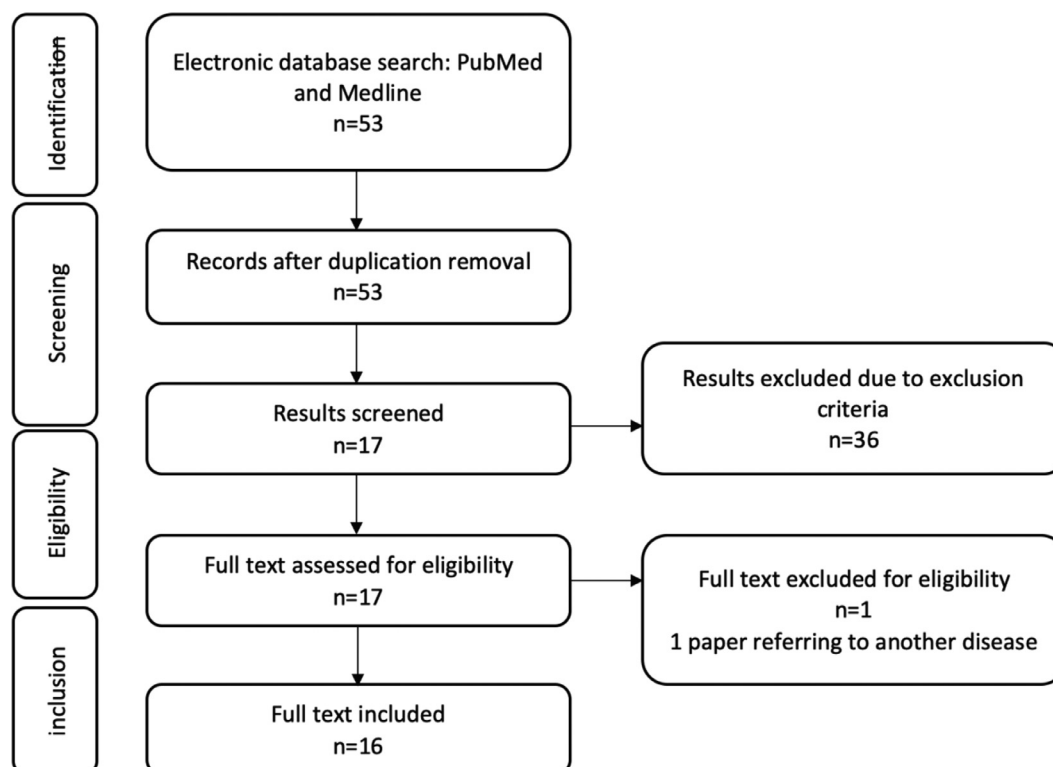 Identification
Electronic database search: PubMed
and Medline
n=53
Screening
Records after duplication removal
n=53
Results screened
n=17
Results excluded due to exclusion
criteria
n=36
Eligibility
Full text assessed for eligibility
n=17
Full text excluded for eligibility
n=1
1 paper referring to another disease
inclusion
Full text included
n=16